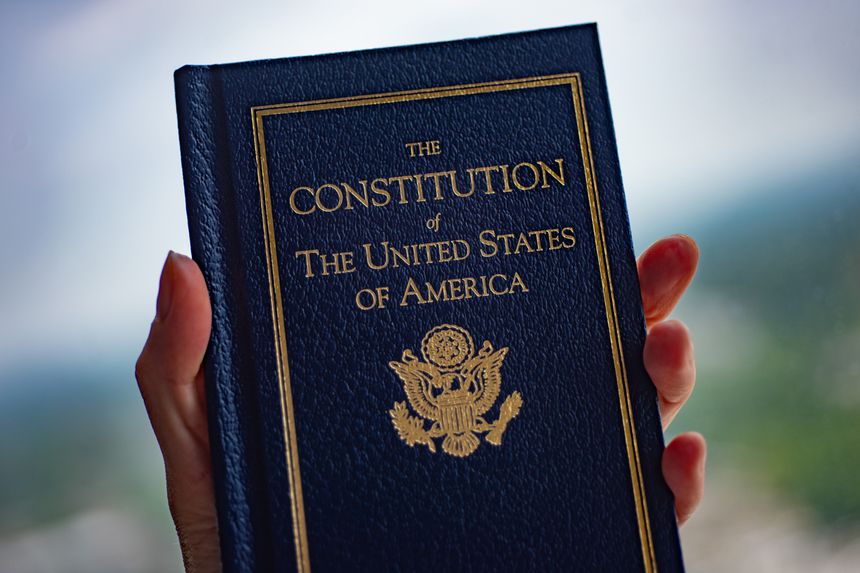 THE
CONSTITUTION
of
THE UNITED STATES
OF AMERICA